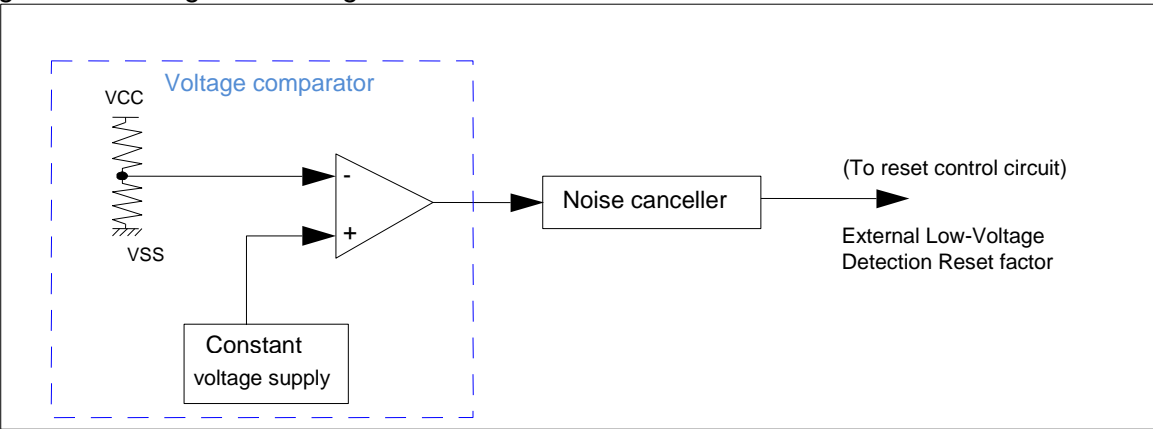 Voltage comparator
VCC
-
+
VSS
Constant
voltage supply
Noise canceller
(To reset control circuit)
External Low-Voltage
Detection Reset factor